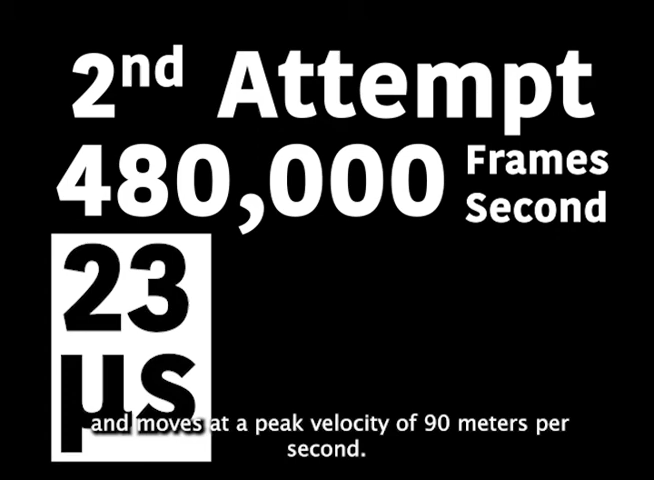 2nd Attempt
480,000 Frames
Second
23
µs
and moves at a peak velocity of 90 meters per
second.